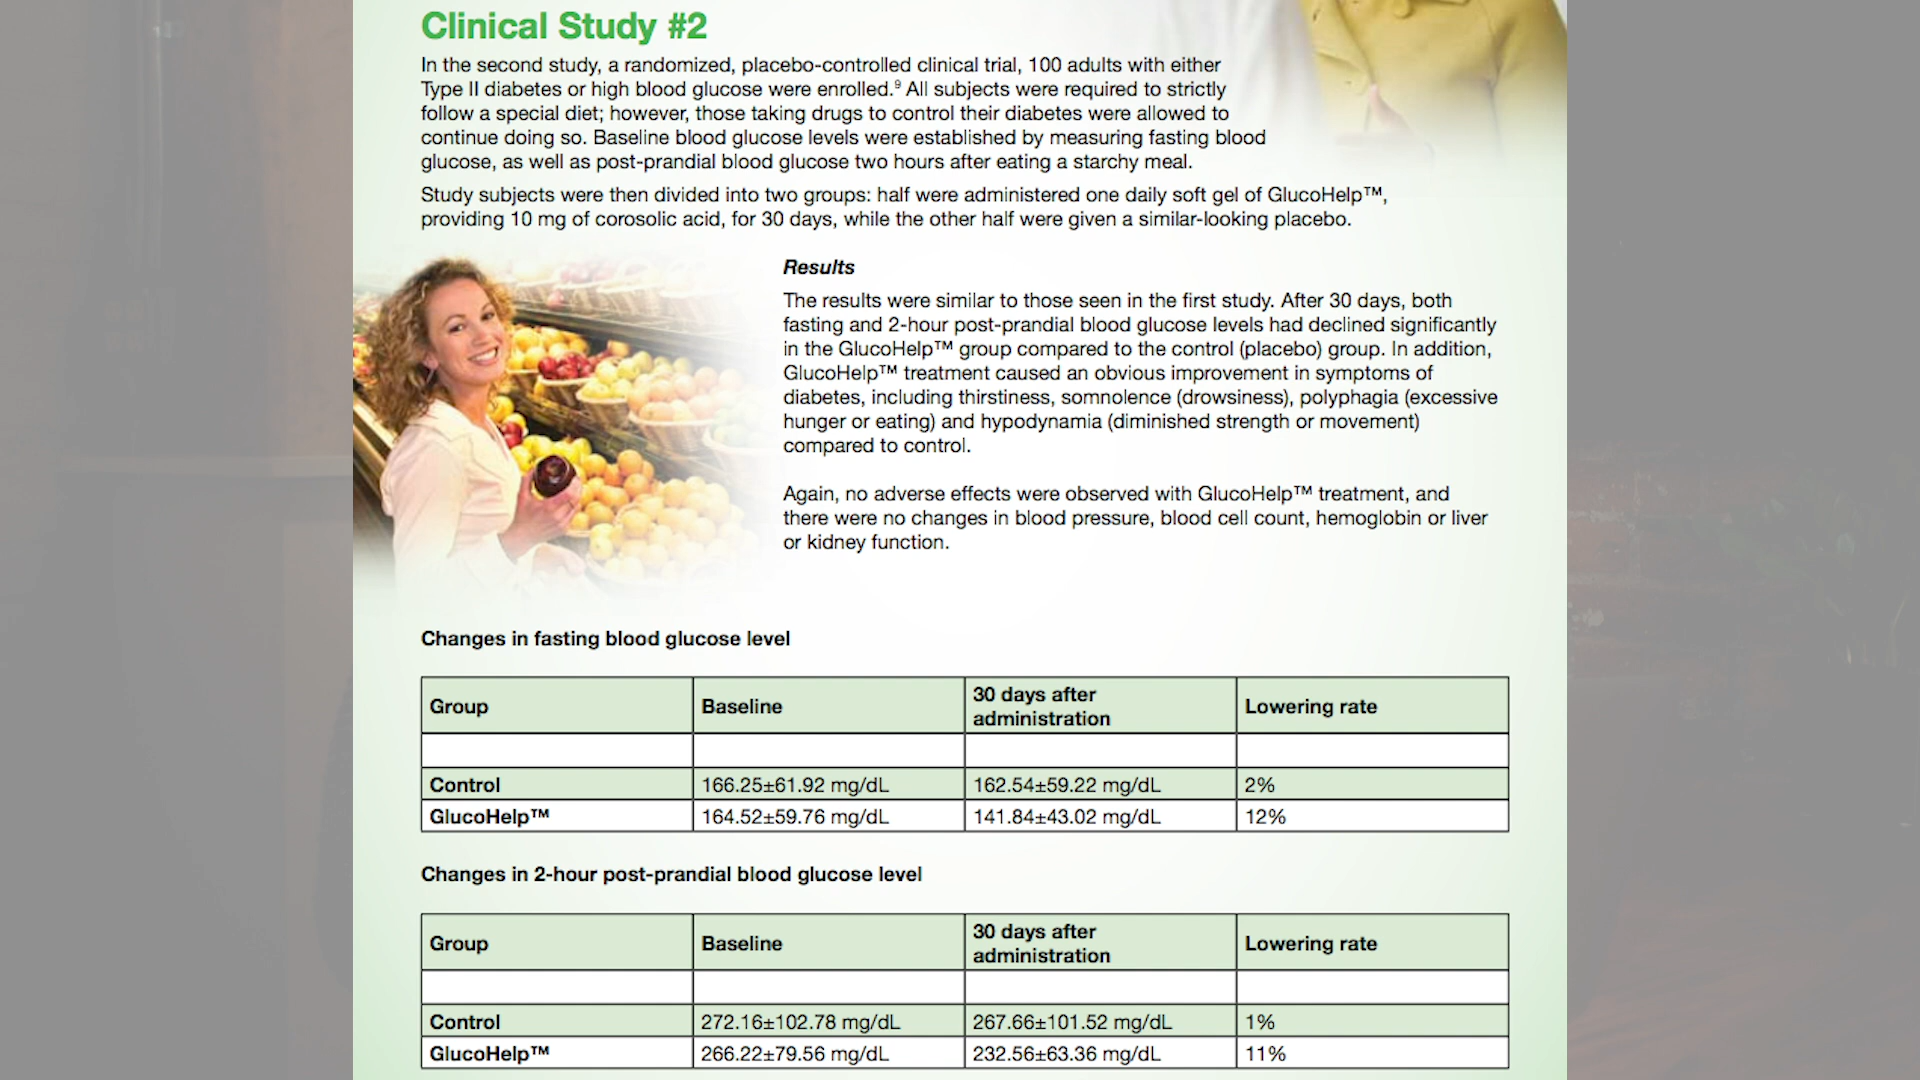 Clinical Study #2
In the second study, a randomized, placebo-controlled clinical trial, 100 adults with either
Type II diabetes or high blood glucose were enrolled.⁹ All subjects were required to strictly
follow a special diet; however, those taking drugs to control their diabetes were allowed to
continue doing so. Baseline blood glucose levels were established by measuring fasting blood
glucose, as well as post-prandial blood glucose two hours after eating a starchy meal.
Study subjects were then divided into two groups: half were administered one daily soft gel of GlucoHelp™,
providing 10 mg of corosolic acid, for 30 days, while the other half were given a similar-looking placebo.
Results
The results were similar to those seen in the first study. After 30 days, both
fasting and 2-hour post-prandial blood glucose levels had declined significantly
in the GlucoHelp™ group compared to the control (placebo) group. In addition,
GlucoHelp™ treatment caused an obvious improvement in symptoms of
diabetes, including thirstiness, somnolence (drowsiness), polyphagia (excessive
hunger or eating) and hypodynamia (diminished strength or movement)
compared to control.
Again, no adverse effects were observed with GlucoHelp™ treatment, and
there were no changes in blood pressure, blood cell count, hemoglobin or liver
or kidney function.
Changes in fasting blood glucose level
Group Baseline 30 days after administration Lowering rate
Control 166.25±61.92 mg/dL 162.54±59.22 mg/dL 2%
GlucoHelp™ 164.52±59.76 mg/dL 141.84±43.02 mg/dL 12%
Changes in 2-hour post-prandial blood glucose level
Group Baseline 30 days after administration Lowering rate
Control 272.16±102.78 mg/dL 267.66±101.52 mg/dL 1%
GlucoHelp™ 266.22±79.56 mg/dL 232.56±63.36 mg/dL 11%